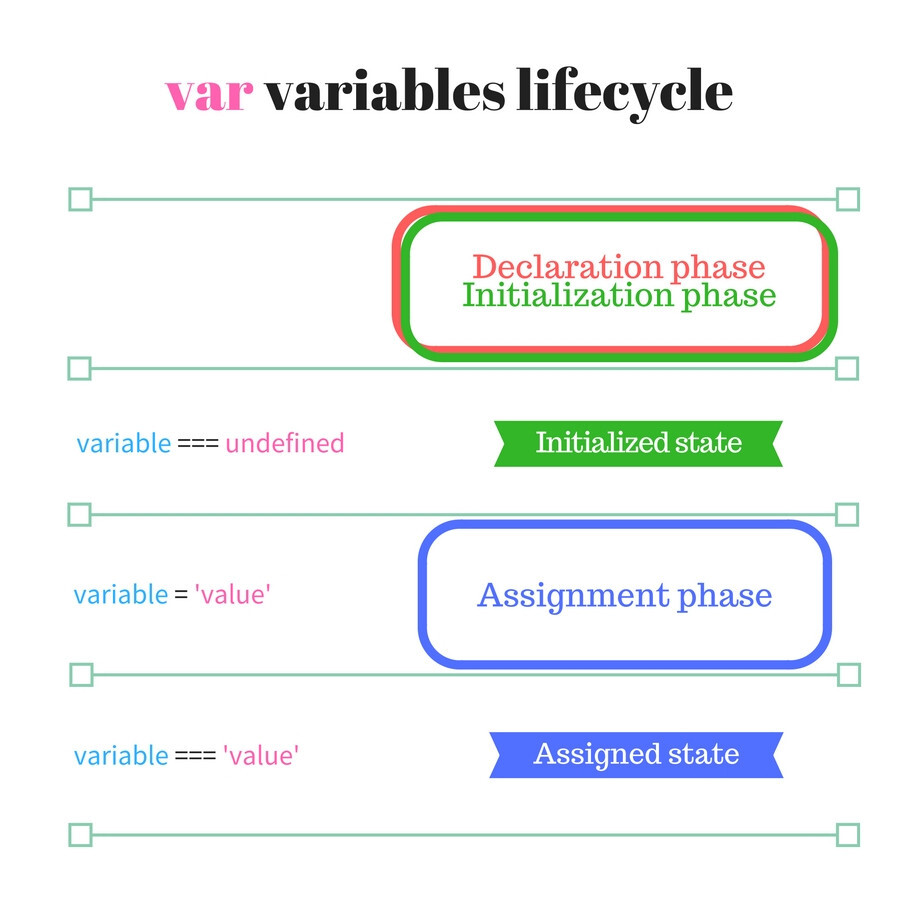 var variables lifecycle
Declaration phase
Initialization phase
variable === undefined
Initialized state
variable = 'value'
Assignment phase
variable === 'value'
Assigned state